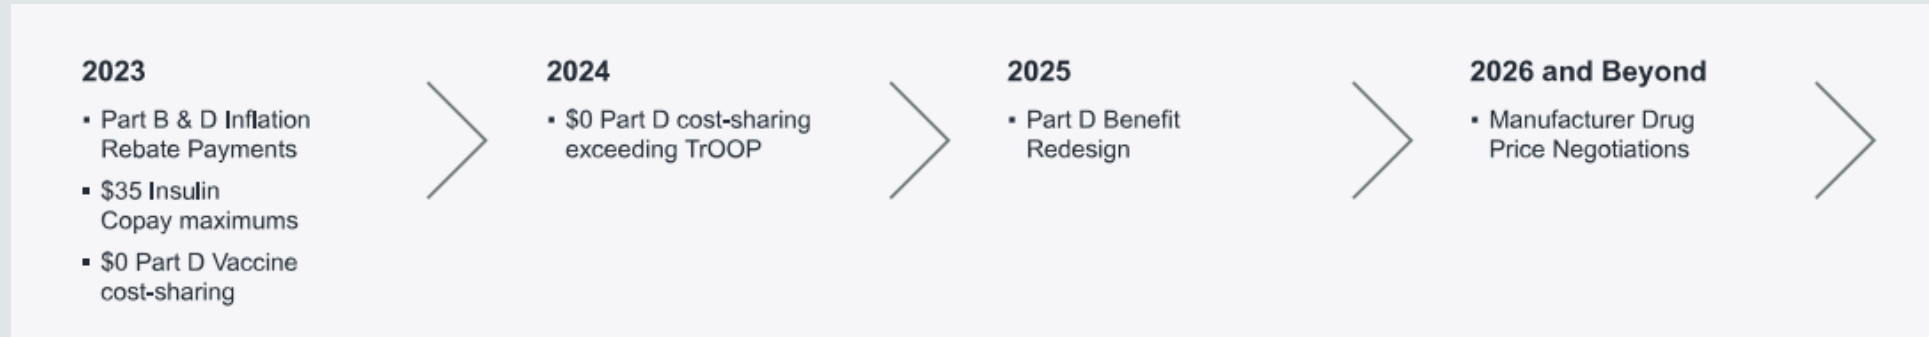 2023
▪ Part B & D Inflation
Rebate Payments
▪ $35 Insulin
Copay maximums
▪ $0 Part D Vaccine
cost-sharing
2024
▪ $0 Part D cost-sharing
exceeding TrOOP
2025
▪ Part D Benefit
Redesign
2026 and Beyond
▪ Manufacturer Drug
Price Negotiations